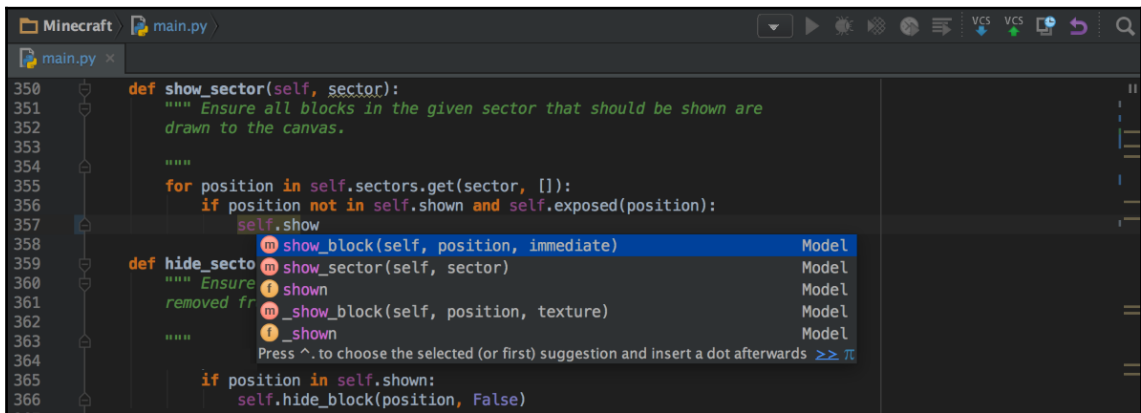 Minecraft main.py VCS VCS
main.py ×
350 def show_sector(self, sector):
351 """ Ensure all blocks in the given sector that should be shown are
352 drawn to the canvas.
353
354 """
355 for position in self.sectors.get(sector, []):
356 if position not in self.shown and self.exposed(position):
357 self.show
358 m show_block(self, position, immediate) Model
359 def hide_secto m show_sector(self, sector) Model
360 """ Ensure f shown Model
361 removed fr m _show_block(self, position, texture) Model
362 f _shown Model
363 """ Press ^. to choose the selected (or first) suggestion and insert a dot afterwards >> π
364
365 if position in self.shown:
366 self.hide_block(position, False)